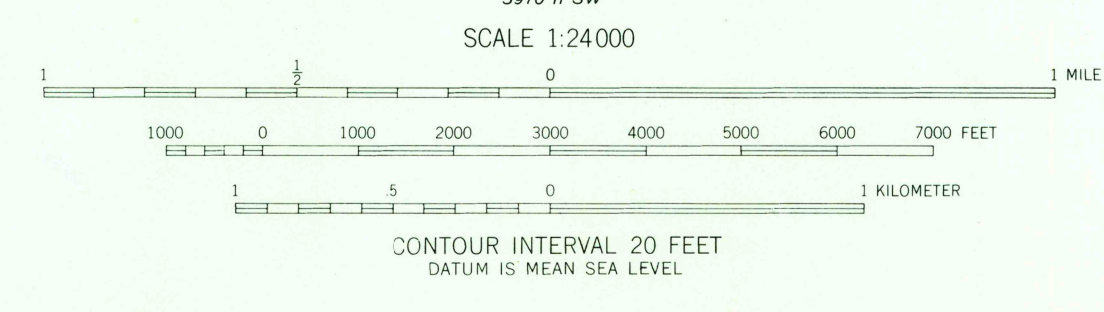 SCALE 1:24000
1 ½ 0 1 MILE
1000 0 1000 2000 3000 4000 5000 6000 7000 FEET
1 .5 0 1 KILOMETER
CONTOUR INTERVAL 20 FEET
DATUM IS MEAN SEA LEVEL